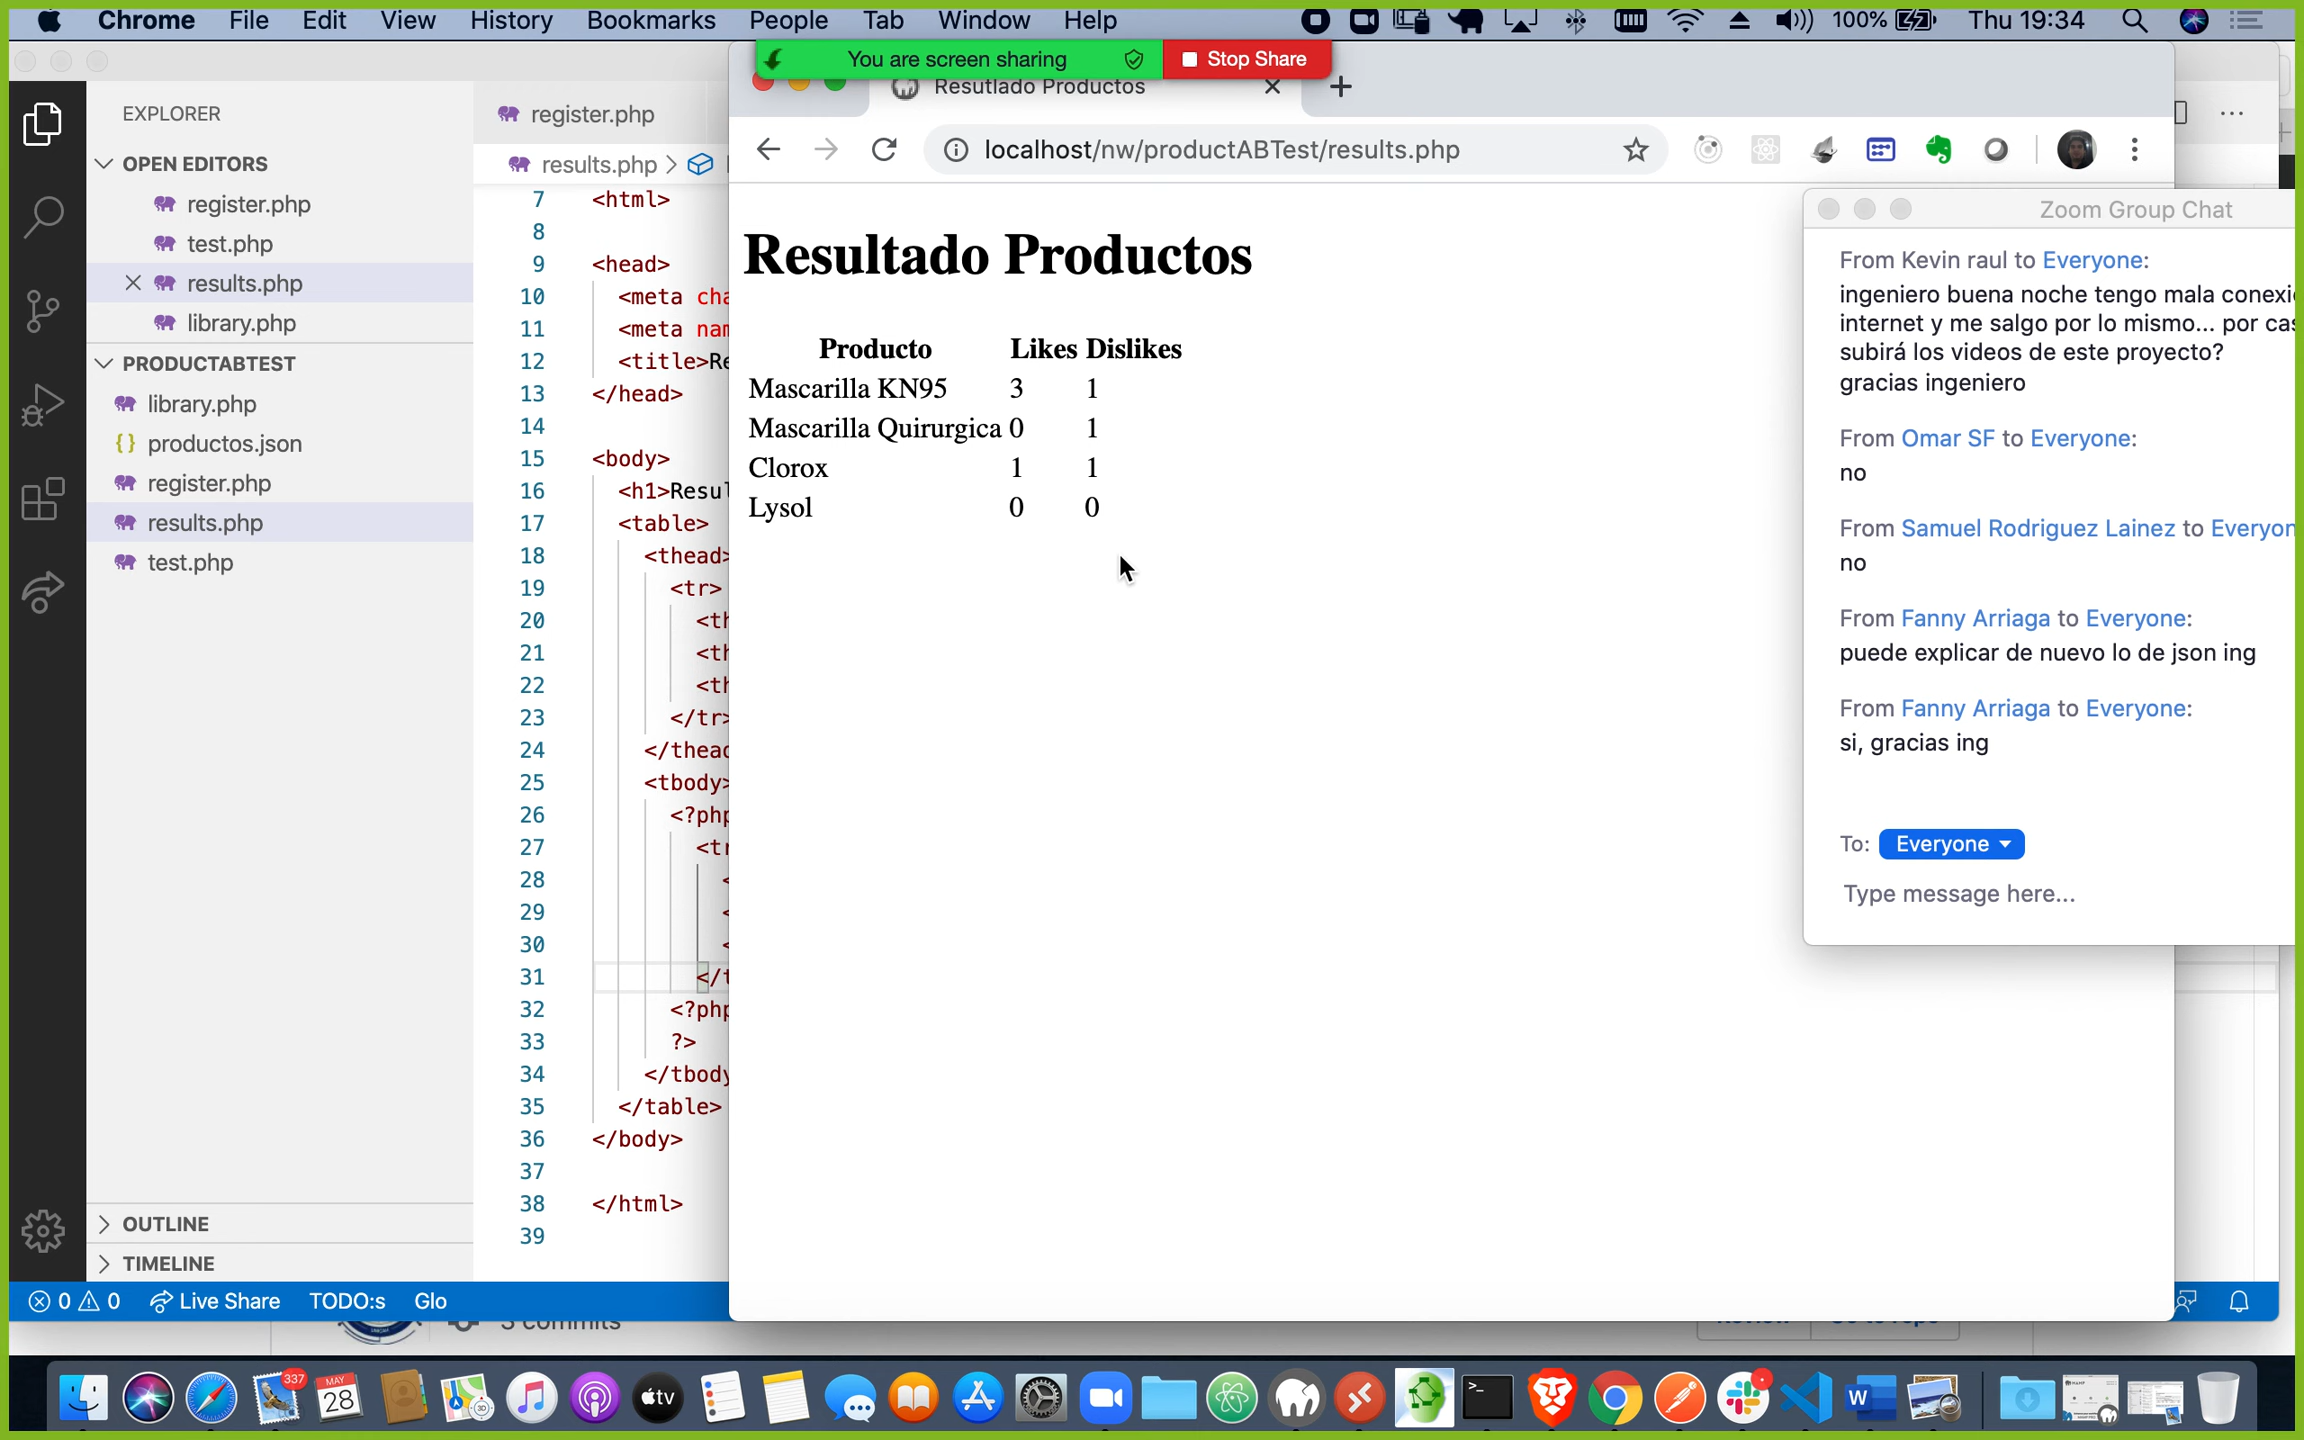 Chrome File Edit View History Bookmarks People Tab Window Help 100% Thu 19:34
You are screen sharing Stop Share
Resutlado Productos
localhost/nw/productABTest/results.php
EXPLORER
OPEN EDITORS
register.php
test.php
results.php
library.php
PRODUCTABTEST
library.php
{} productos.json
register.php
results.php
test.php
OUTLINE
TIMELINE
register.php
results.php >
7 <html>
8
9 <head>
10 <meta cha
11 <meta nam
12 <title>Re
13 </head>
14
15 <body>
16 <h1>Resul
17 <table>
18 <thead>
19 <tr>
20 <th
21 <th
22 <th
23 </tr>
24 </thead
25 <tbody>
26 <?php
27 <tr
28 <
29 <
30 <
31 </t
32 <?php
33 ?>
34 </tbody
35 </table>
36 </body>
37
38 </html>
39
Resultado Productos
Producto Likes Dislikes
Mascarilla KN95 3 1
Mascarilla Quirurgica 0 1
Clorox 1 1
Lysol 0 0
Zoom Group Chat
From Kevin raul to Everyone:
ingeniero buena noche tengo mala conexi
internet y me salgo por lo mismo... por cas
subirá los videos de este proyecto?
gracias ingeniero
From Omar SF to Everyone:
no
From Samuel Rodriguez Lainez to Everyon
no
From Fanny Arriaga to Everyone:
puede explicar de nuevo lo de json ing
From Fanny Arriaga to Everyone:
si, gracias ing
To: Everyone
Type message here...
0 0 Live Share TODO:s Glo
3 commits
337
MAY
28
tv
3D
W